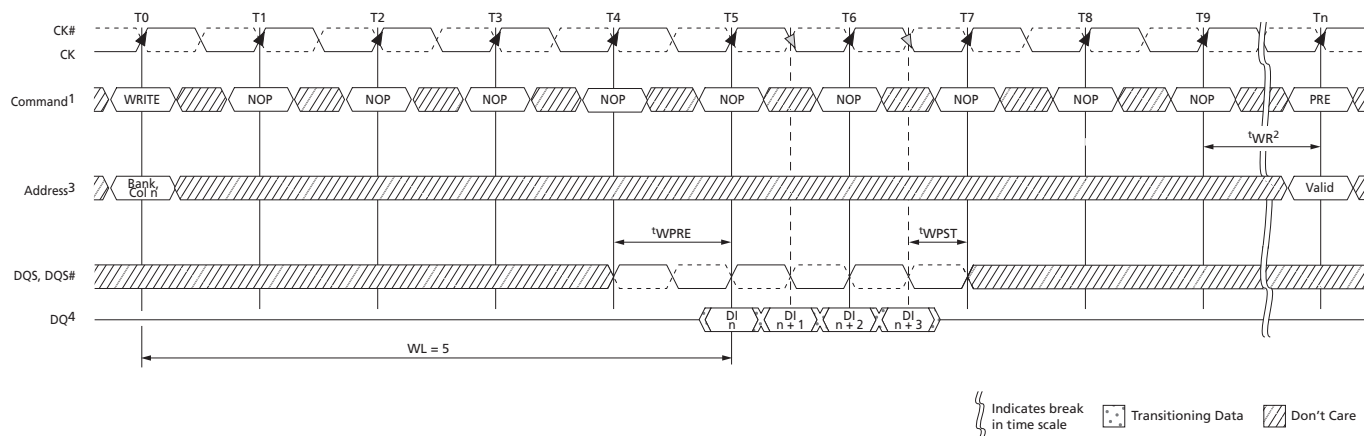 T0 T1 T2 T3 T4 T5 T6 T7 T8 T9 Tn
CK#
CK
Command1 WRITE NOP NOP NOP NOP NOP NOP NOP NOP NOP PRE
tWR2
Address3 Bank, Col n Valid
tWPRE tWPST
DQS, DQS#
DQ4 DI n DI n + 1 DI n + 2 DI n + 3
WL = 5
Indicates break in time scale
Transitioning Data
Don't Care